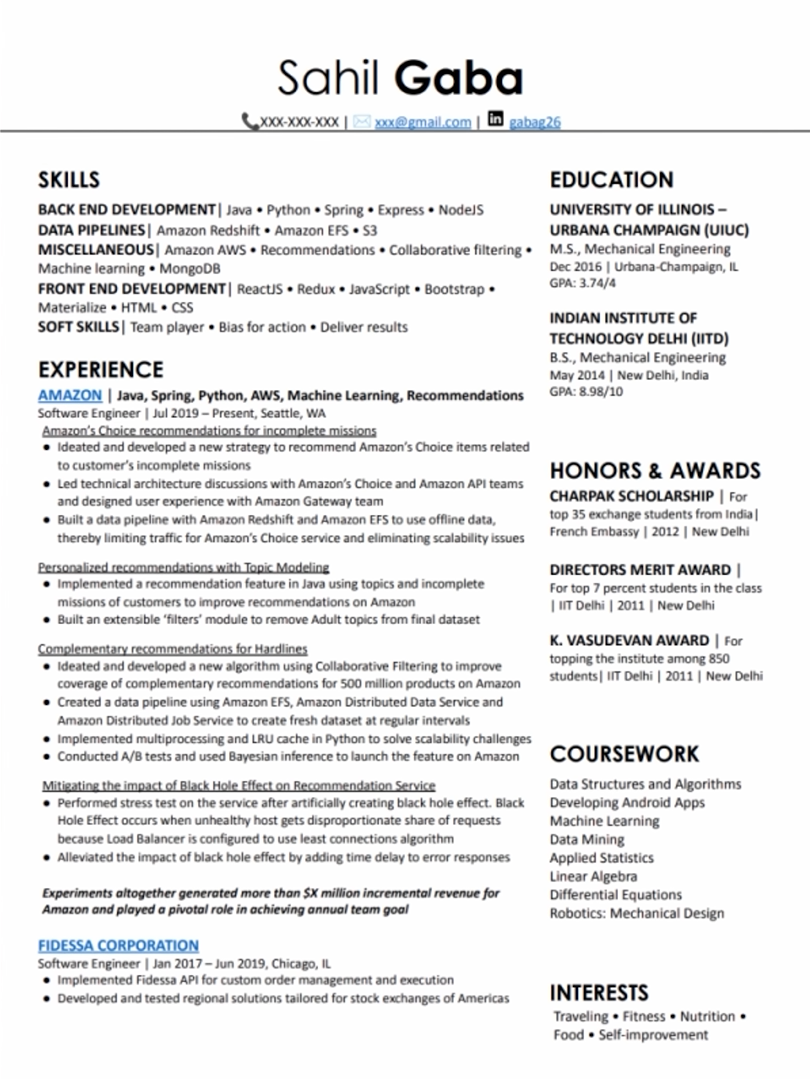 Sahil Gaba
XXX-XXX-XXX | xxx@gmail.com | in gabag26
SKILLS
BACK END DEVELOPMENT| Java • Python • Spring • Express • NodeJS
DATA PIPELINES| Amazon Redshift • Amazon EFS • S3
MISCELLANEOUS| Amazon AWS • Recommendations • Collaborative filtering •
Machine learning • MongoDB
FRONT END DEVELOPMENT| ReactJS • Redux • JavaScript • Bootstrap •
Materialize • HTML • CSS
SOFT SKILLS| Team player • Bias for action • Deliver results
EXPERIENCE
AMAZON | Java, Spring, Python, AWS, Machine Learning, Recommendations
Software Engineer | Jul 2019 – Present, Seattle, WA
Amazon's Choice recommendations for incomplete missions
● Ideated and developed a new strategy to recommend Amazon's Choice items related
to customer's incomplete missions
● Led technical architecture discussions with Amazon's Choice and Amazon API teams
and designed user experience with Amazon Gateway team
● Built a data pipeline with Amazon Redshift and Amazon EFS to use offline data,
thereby limiting traffic for Amazon's Choice service and eliminating scalability issues
Personalized recommendations with Topic Modeling
● Implemented a recommendation feature in Java using topics and incomplete
missions of customers to improve recommendations on Amazon
● Built an extensible 'filters' module to remove Adult topics from final dataset
Complementary recommendations for Hardlines
● Ideated and developed a new algorithm using Collaborative Filtering to improve
coverage of complementary recommendations for 500 million products on Amazon
● Created a data pipeline using Amazon EFS, Amazon Distributed Data Service and
Amazon Distributed Job Service to create fresh dataset at regular intervals
● Implemented multiprocessing and LRU cache in Python to solve scalability challenges
● Conducted A/B tests and used Bayesian inference to launch the feature on Amazon
Mitigating the impact of Black Hole Effect on Recommendation Service
● Performed stress test on the service after artificially creating black hole effect. Black
Hole Effect occurs when unhealthy host gets disproportionate share of requests
because Load Balancer is configured to use least connections algorithm
● Alleviated the impact of black hole effect by adding time delay to error responses
Experiments altogether generated more than $X million incremental revenue for
Amazon and played a pivotal role in achieving annual team goal
FIDESSA CORPORATION
Software Engineer | Jan 2017 – Jun 2019, Chicago, IL
● Implemented Fidessa API for custom order management and execution
● Developed and tested regional solutions tailored for stock exchanges of Americas
EDUCATION
UNIVERSITY OF ILLINOIS –
URBANA CHAMPAIGN (UIUC)
M.S., Mechanical Engineering
Dec 2016 | Urbana-Champaign, IL
GPA: 3.74/4
INDIAN INSTITUTE OF
TECHNOLOGY DELHI (IITD)
B.S., Mechanical Engineering
May 2014 | New Delhi, India
GPA: 8.98/10
HONORS & AWARDS
CHARPAK SCHOLARSHIP | For
top 35 exchange students from India|
French Embassy | 2012 | New Delhi
DIRECTORS MERIT AWARD |
For top 7 percent students in the class
| IIT Delhi | 2011 | New Delhi
K. VASUDEVAN AWARD | For
topping the institute among 850
students| IIT Delhi | 2011 | New Delhi
COURSEWORK
Data Structures and Algorithms
Developing Android Apps
Machine Learning
Data Mining
Applied Statistics
Linear Algebra
Differential Equations
Robotics: Mechanical Design
INTERESTS
Traveling • Fitness • Nutrition •
Food • Self-improvement